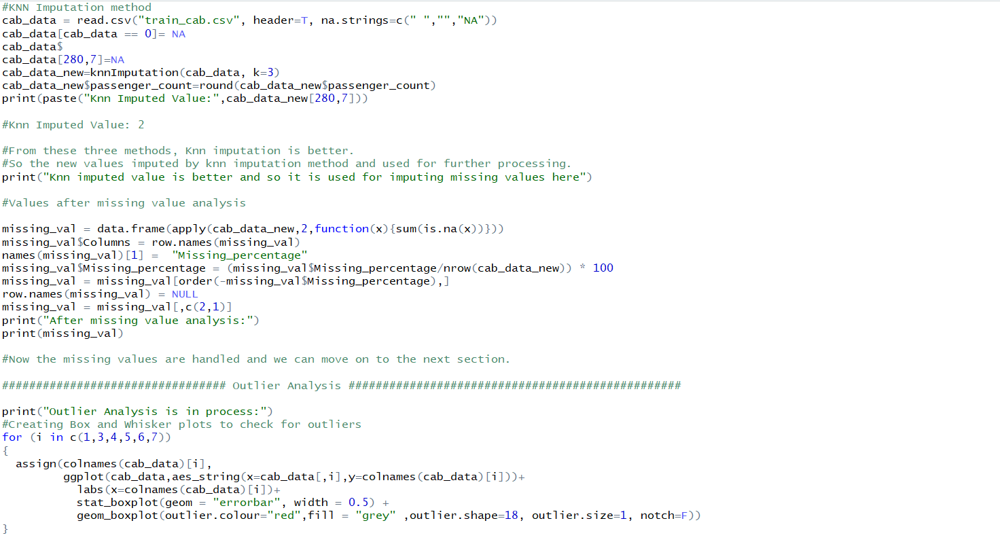 #KNN Imputation method
cab_data = read.csv("train_cab.csv", header=T, na.strings=c(" ","","NA"))
cab_data[cab_data == 0]= NA
cab_data$
cab_data[280,7]=NA
cab_data_new=knnImputation(cab_data, k=3)
cab_data_new$passenger_count=round(cab_data_new$passenger_count)
print(paste("Knn Imputed Value:",cab_data_new[280,7]))

#Knn Imputed Value: 2

#From these three methods, Knn imputation is better.
#So the new values imputed by knn imputation method and used for further processing.
print("Knn imputed value is better and so it is used for imputing missing values here")

#Values after missing value analysis

missing_val = data.frame(apply(cab_data_new,2,function(x){sum(is.na(x))}))
missing_val$Columns = row.names(missing_val)
names(missing_val)[1] =  "Missing_percentage"
missing_val$Missing_percentage = (missing_val$Missing_percentage/nrow(cab_data_new)) * 100
missing_val = missing_val[order(-missing_val$Missing_percentage),]
row.names(missing_val) = NULL
missing_val = missing_val[,c(2,1)]
print("After missing value analysis:")
print(missing_val)

#Now the missing values are handled and we can move on to the next section.

################################# Outlier Analysis #################################################

print("Outlier Analysis is in process:")
#Creating Box and Whisker plots to check for outliers
for (i in c(1,3,4,5,6,7))
{
  assign(colnames(cab_data)[i],
         ggplot(cab_data,aes_string(x=cab_data[,i],y=colnames(cab_data)[i]))+
           labs(x=colnames(cab_data)[i])+
           stat_boxplot(geom = "errorbar", width = 0.5) +
           geom_boxplot(outlier.colour="red",fill = "grey" ,outlier.shape=18, outlier.size=1, notch=F))
}